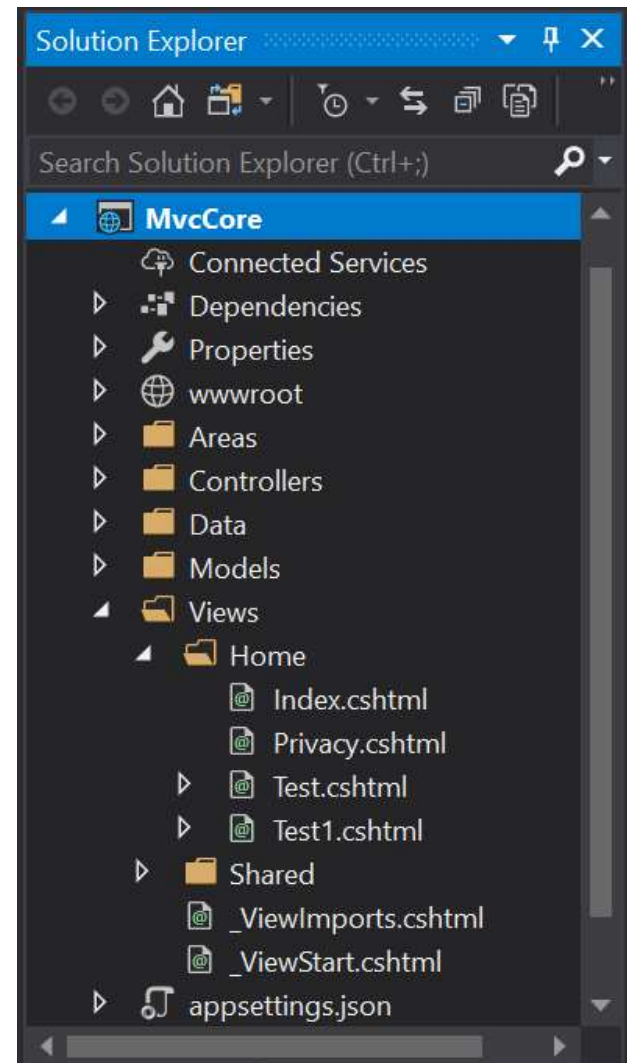 Solution Explorer
Search Solution Explorer (Ctrl+;)
MvcCore
Connected Services
Dependencies
Properties
wwwroot
Areas
Controllers
Data
Models
Views
Home
Index.cshtml
Privacy.cshtml
Test.cshtml
Test1.cshtml
Shared
_ViewImports.cshtml
_ViewStart.cshtml
appsettings.json